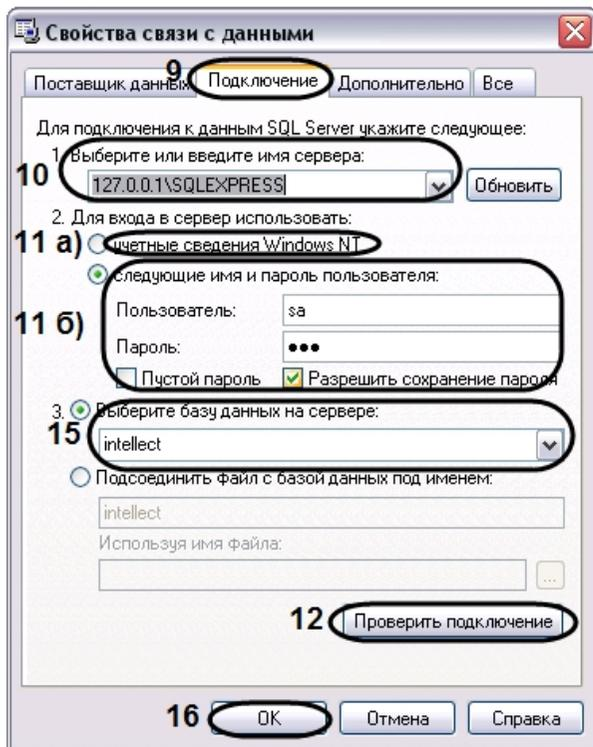 Свойства связи с данными
9
Поставщик данных Подключение Дополнительно Все
Для подключения к данным SQL Server укажите следующее:
1. Выберите или введите имя сервера:
10
127.0.0.1\SQLEXPRESS Обновить
2. Для входа в сервер использовать:
11 а) учетные сведения Windows NT
следующие имя и пароль пользователя:
11 б)
Пользователь: sa
Пароль: •••
Пустой пароль Разрешить сохранение пароля
3. Выберите базу данных на сервере:
15
intellect
Подсоединить файл с базой данных под именем:
intellect
Используя имя файла:
...
12 Проверить подключение
16 OK Отмена Справка